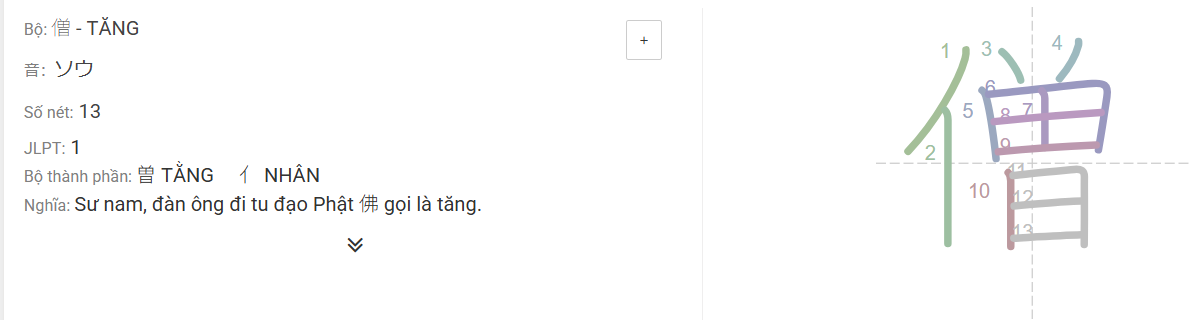 Bộ: 僧 - TĂNG
+
音: ソウ
Số nét: 13
JLPT: 1
Bộ thành phần: 曽 TẰNG 亻 NHÂN
Nghĩa: Sư nam, đàn ông đi tu đạo Phật 佛 gọi là tăng.
僧
1 3 4
6
5 8 7
2 9
10 11
12
13